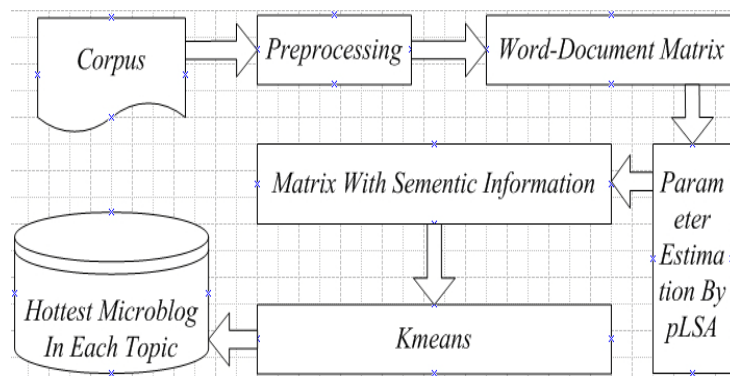 Corpus
Preprocessing
Word-Document Matrix
Param
eter
Estima
tion By
pLSA
Matrix With Sementic Information
Kmeans
Hottest Microblog
In Each Topic